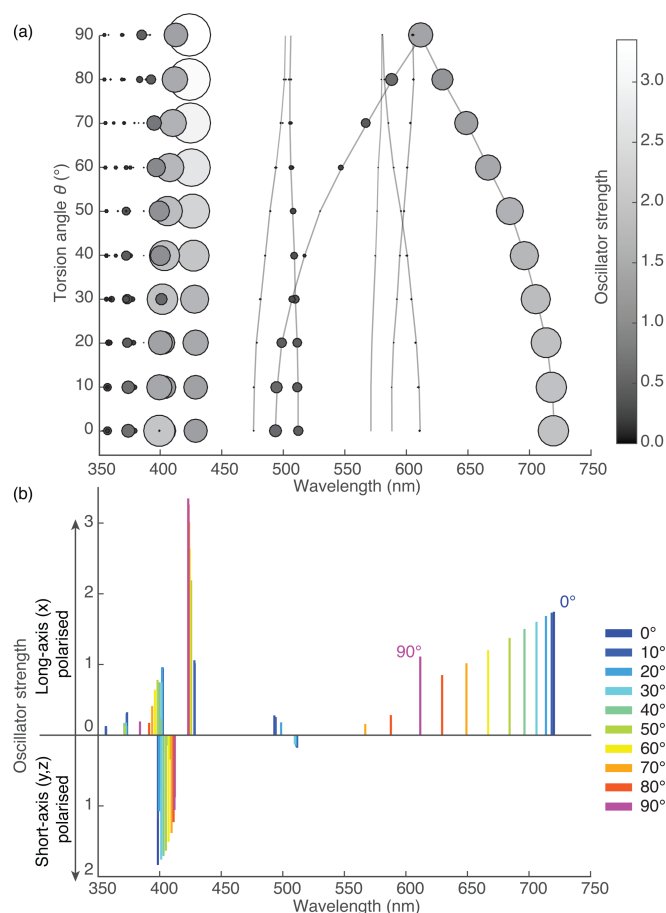 (a)
90
80
70
60
50
40
30
20
10
0
Torsion angle θ (°)
350 400 450 500 550 600 650 700 750
Wavelength (nm)
3.0
2.5
2.0
1.5
1.0
0.5
0.0
Oscillator strength
(b)
3
2
1
0
1
2
Oscillator strength
Long-axis (x)
polarised
Short-axis (y,z)
polarised
90°
0°
350 400 450 500 550 600 650 700 750
Wavelength (nm)
0°
10°
20°
30°
40°
50°
60°
70°
80°
90°